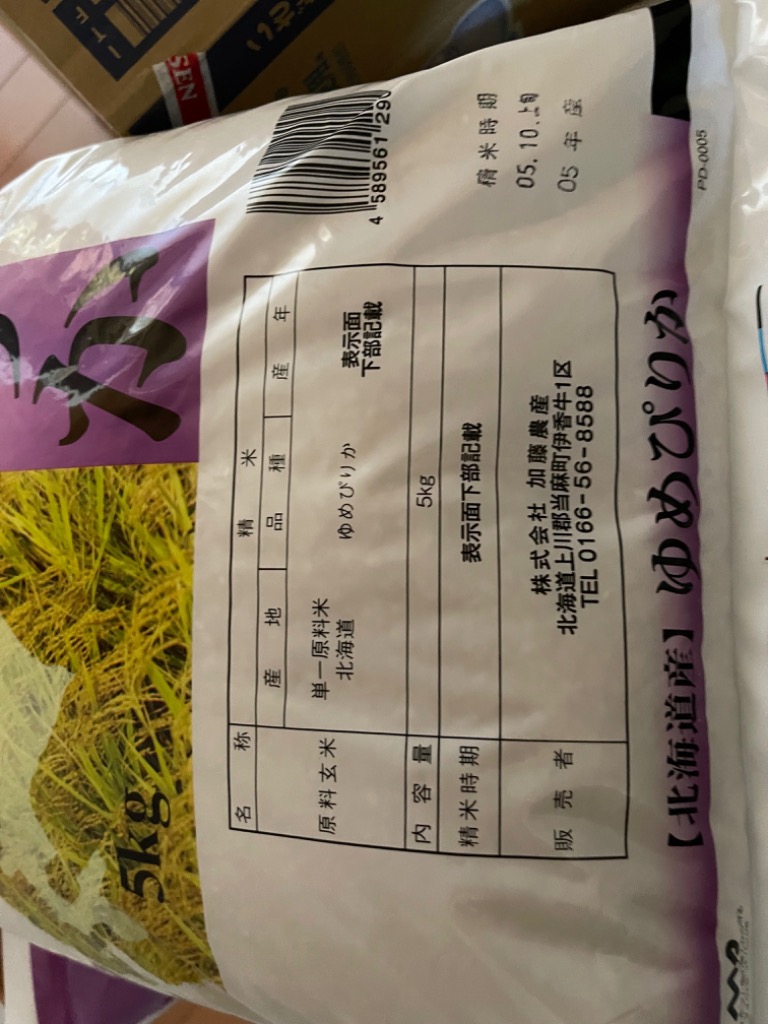 ITF
SEN
5kg
名称 精米
原料玄米 産地 品種 産年
単一原料米
北海道 ゆめぴりか 表示面
下部記載
内容量 5kg
精米時期 表示面下部記載
販売者 株式会社 加藤農産
北海道上川郡当麻町伊香牛1区
TEL 0166-56-8588
4 589561 290
精米時期
05.10.上旬
05年産
【北海道産】ゆめぴりか
PD-0005